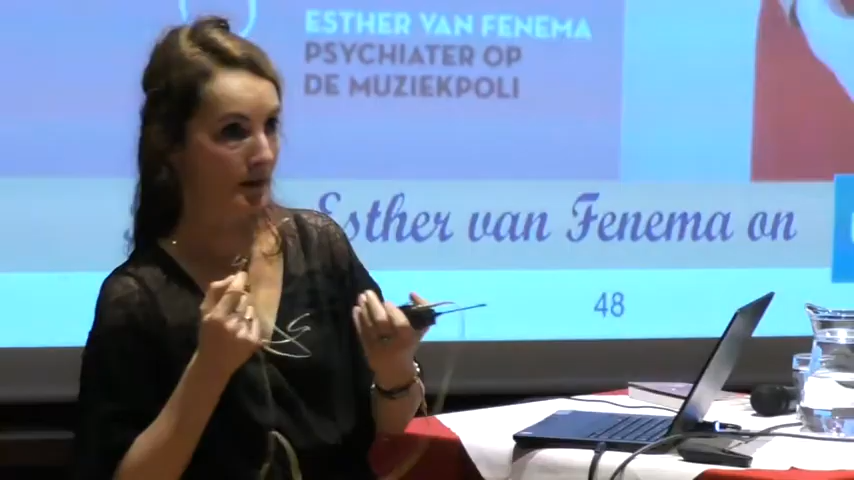 ESTHER VAN FENEMA
PSYCHIATER OP
DE MUZIEKPOLI
Esther van Fenema on
48